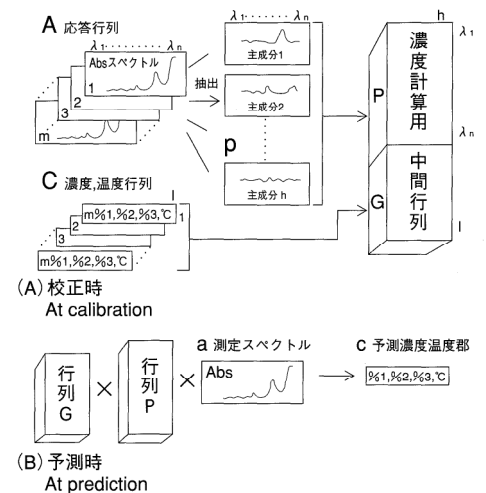 A 応答行列
λ1········λn
Absスペクトル
1
2
3
m
抽出
λ1········λn
主成分1
主成分2
p
主成分h
h
λ1
P 濃度計算用
λn
G 中間行列
l
C 濃度,温度行列
l
m%1,%2,%3,℃
1
2
3
m%1,%2,%3,℃
(A) 校正時
At calibration
行列G × 行列P × a 測定スペクトル
Abs
c 予測濃度温度郡
%1,%2,%3,℃
(B) 予測時
At prediction